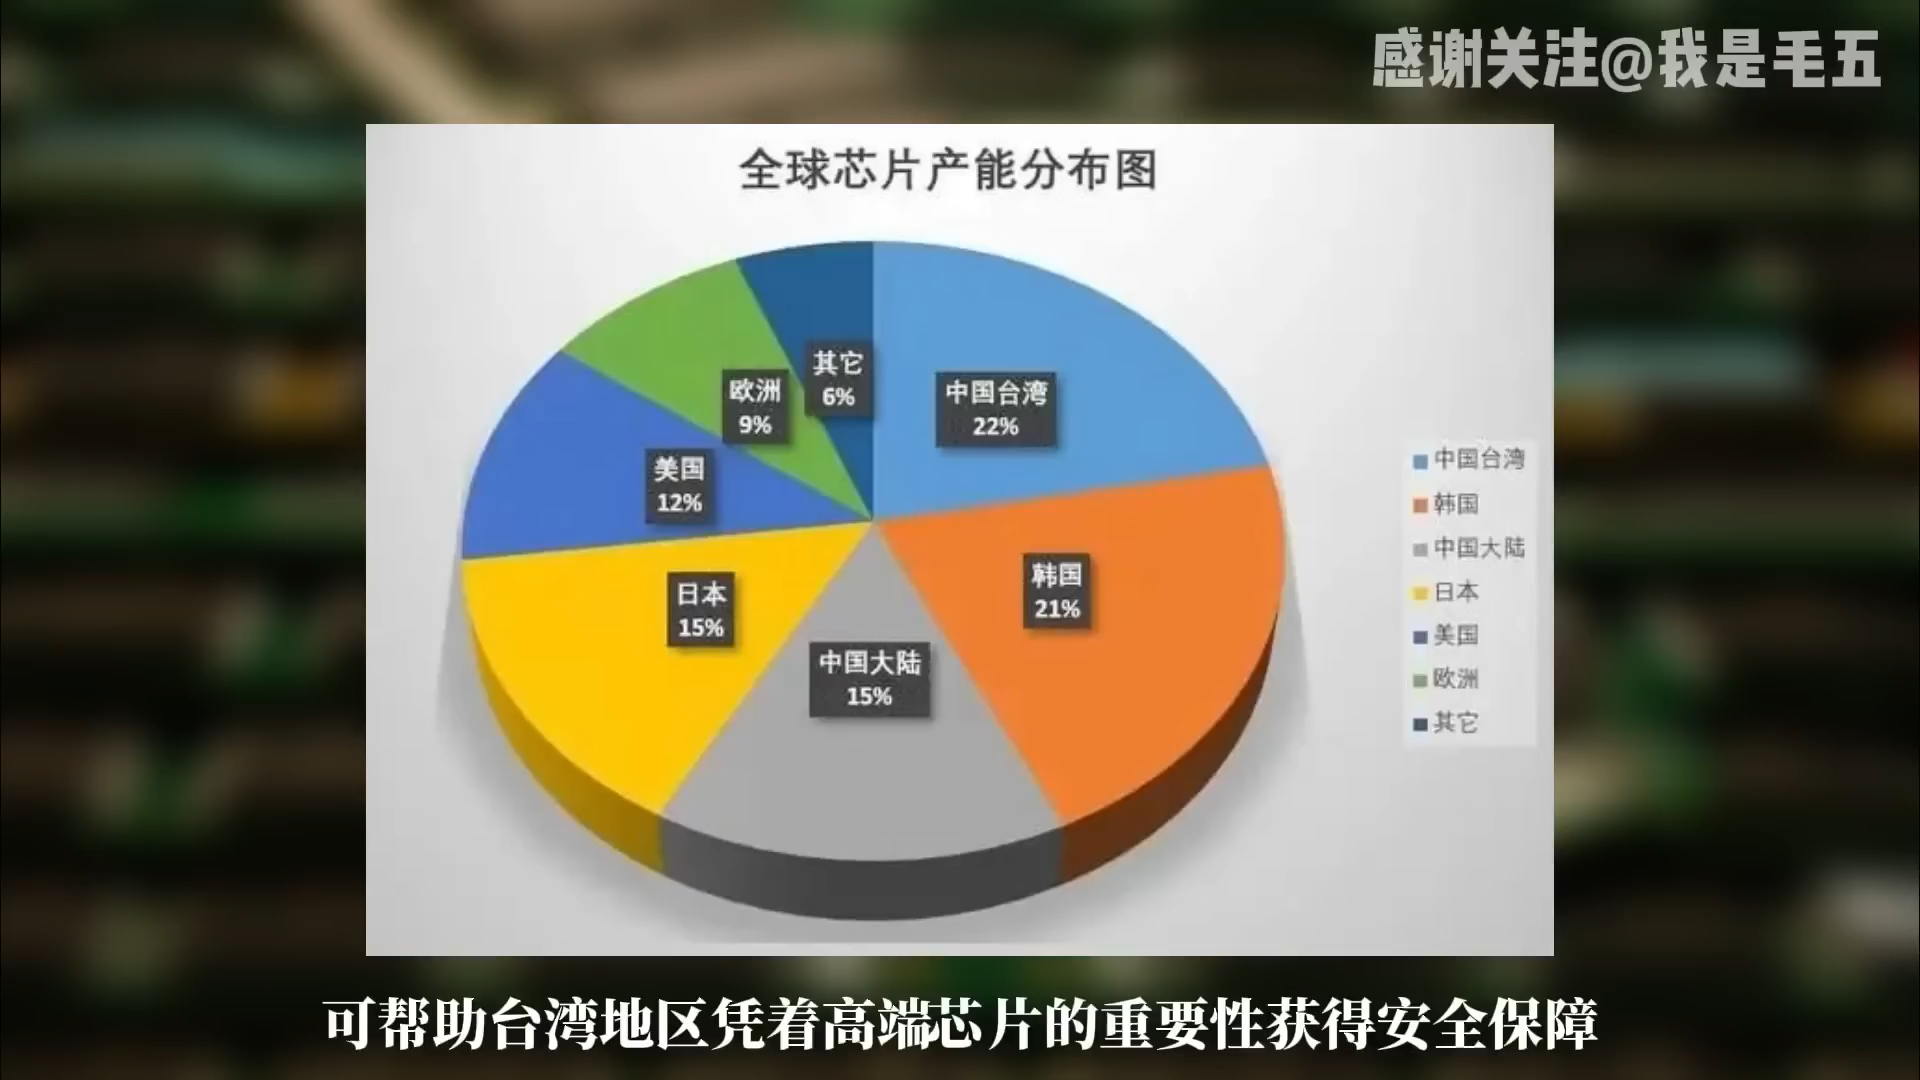 感谢关注@我是毛五
全球芯片产能分布图
其它
6%
欧洲
9%
中国台湾
22%
美国
12%
韩国
21%
日本
15%
中国大陆
15%
中国台湾
韩国
中国大陆
日本
美国
欧洲
其它
可帮助台湾地区凭着高端芯片的重要性获得安全保障